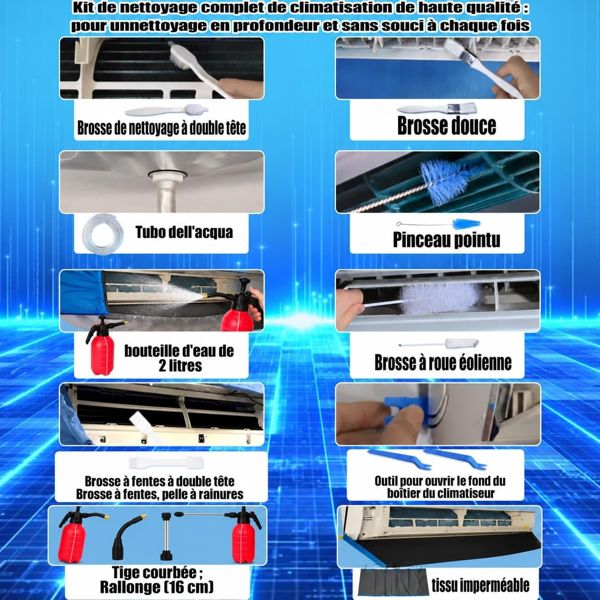 Kit de nettoyage complet de climatisation de haute qualité :
pour unnettoyage en profondeur et sans souci à chaque fois
Brosse de nettoyage à double tête
Brosse douce
Tubo dell'acqua
Pinceau pointu
bouteille d'eau de
2 litres
Brosse à roue éolienne
Brosse à fentes à double tête
Brosse à fentes, pelle à rainures
Outil pour ouvrir le fond du
boîtier du climatiseur
Tige courbée ;
Rallonge (16 cm)
tissu imperméable